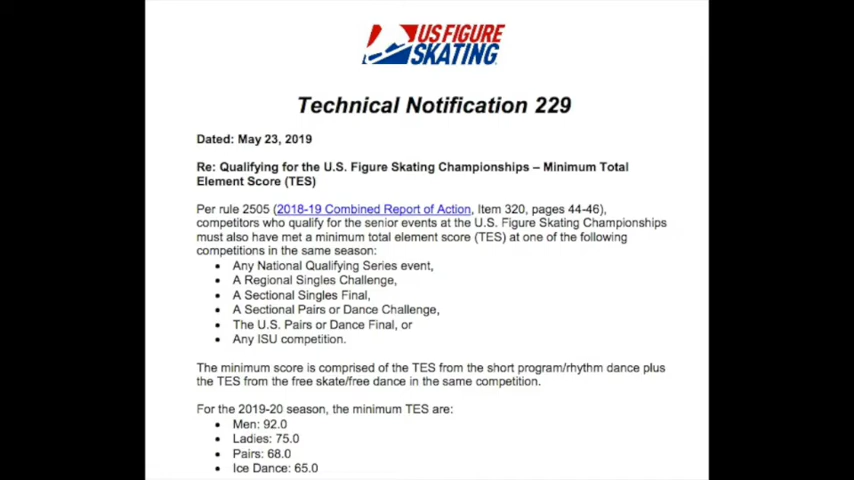 US FIGURE
SKATING
Technical Notification 229
Dated: May 23, 2019
Re: Qualifying for the U.S. Figure Skating Championships – Minimum Total
Element Score (TES)
Per rule 2505 (2018-19 Combined Report of Action, Item 320, pages 44-46),
competitors who qualify for the senior events at the U.S. Figure Skating Championships
must also have met a minimum total element score (TES) at one of the following
competitions in the same season:
• Any National Qualifying Series event,
• A Regional Singles Challenge,
• A Sectional Singles Final,
• A Sectional Pairs or Dance Challenge,
• The U.S. Pairs or Dance Final, or
• Any ISU competition.
The minimum score is comprised of the TES from the short program/rhythm dance plus
the TES from the free skate/free dance in the same competition.
For the 2019-20 season, the minimum TES are:
• Men: 92.0
• Ladies: 75.0
• Pairs: 68.0
• Ice Dance: 65.0